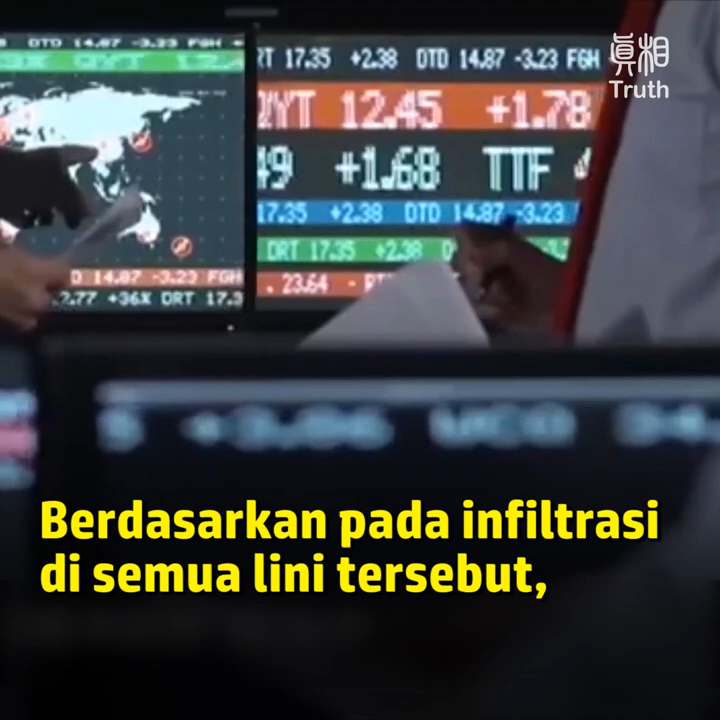 DTD 14.87 -3.23 FGH
RT 17.35 +2.38 DTD 14.87 -3.23 FGH
QYT 12.45 +1.78
+1.68 TTF
17.35 +2.38 DTD 14.87 -3.23
DRT 17.35 +2.38
23.64
D 14.87 -3.23 FGH
2.77 +36% DRT 17.3
真相
Truth
Berdasarkan pada infiltrasi
di semua lini tersebut,